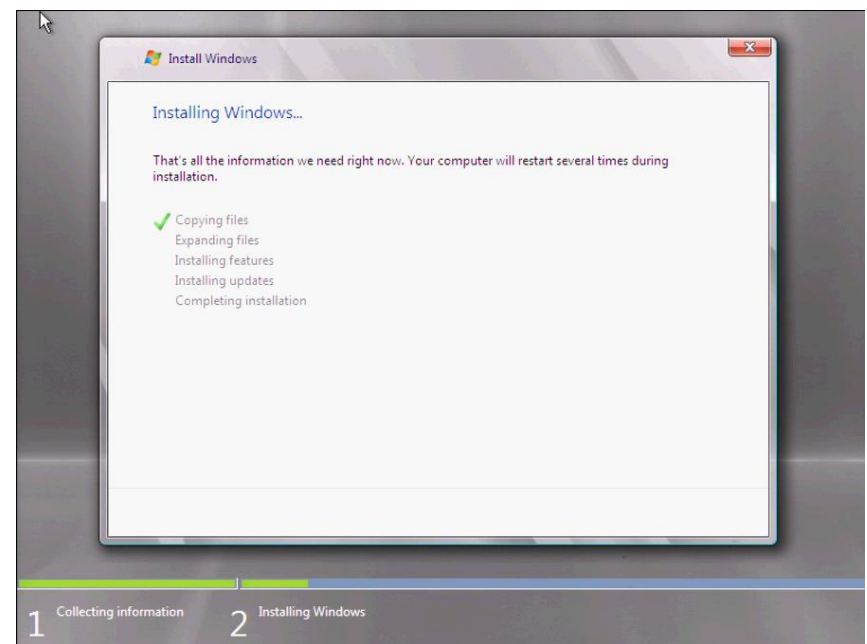 Install Windows
Installing Windows...
That's all the information we need right now. Your computer will restart several times during
installation.
Copying files
Expanding files
Installing features
Installing updates
Completing installation
1 Collecting information
2 Installing Windows